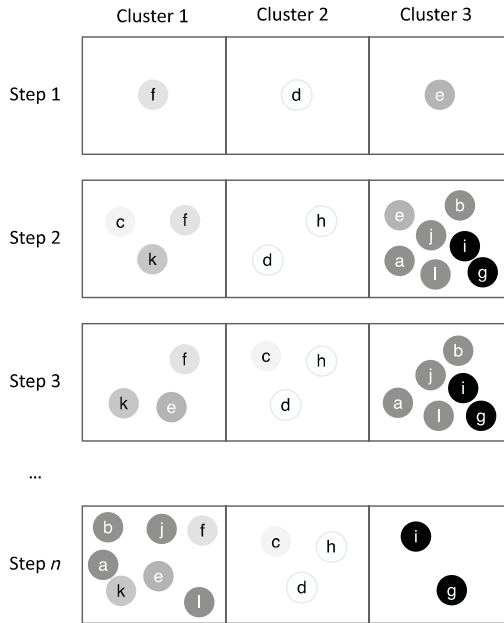 Cluster 1 Cluster 2 Cluster 3
Step 1
f d e
Step 2
c f k
d h
e b j i a l g
Step 3
f k e
c h d
b j i a l g
...
Step n
b j f a k e l
c h d
i g